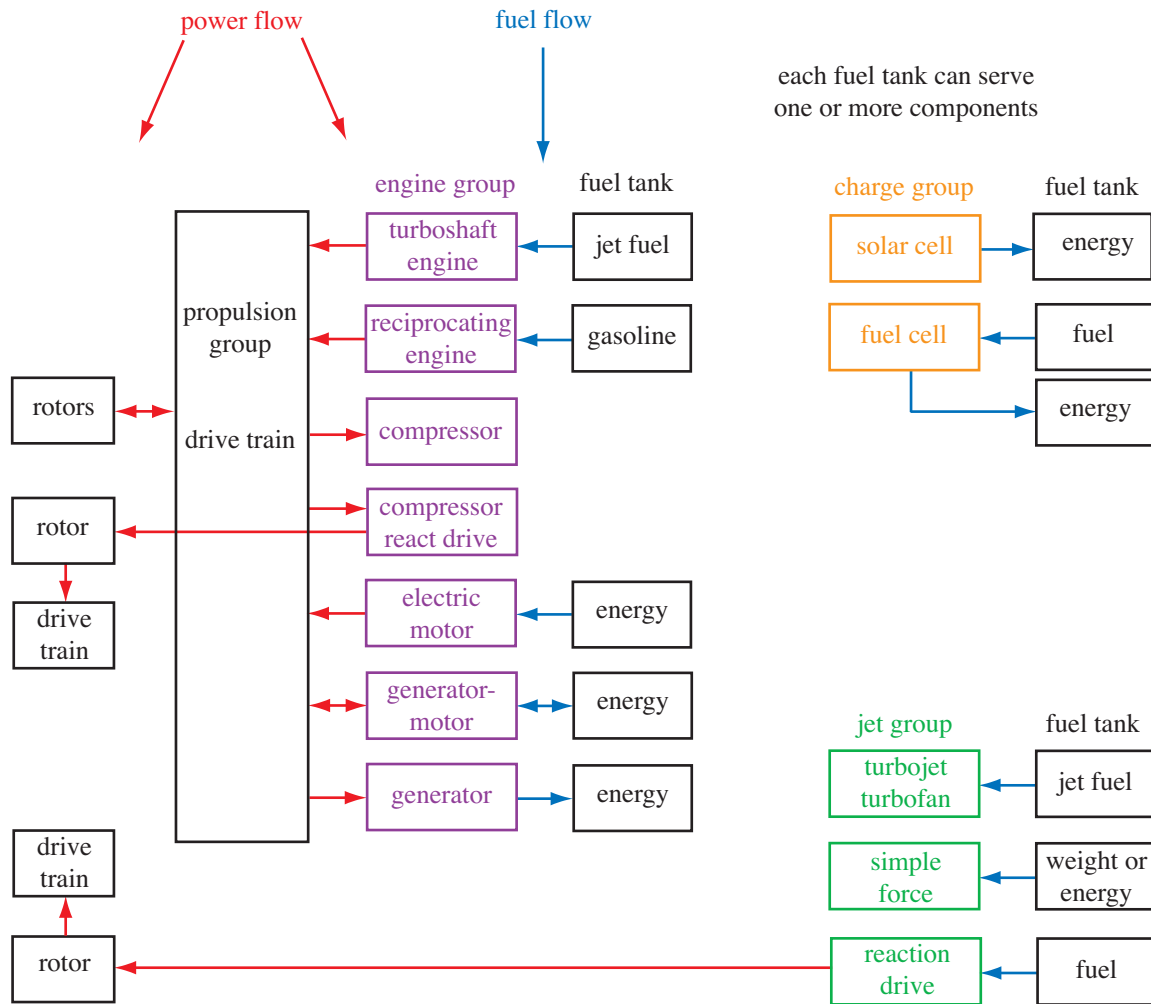 power flow
fuel flow
each fuel tank can serve
one or more components
engine group
fuel tank
turboshaft
engine
jet fuel
reciprocating
engine
gasoline
propulsion
group
drive train
rotors
compressor
rotor
compressor
react drive
drive
train
electric
motor
energy
generator-
motor
energy
generator
energy
charge group
fuel tank
solar cell
energy
fuel cell
fuel
energy
jet group
fuel tank
turbojet
turbofan
jet fuel
simple
force
weight or
energy
drive
train
rotor
reaction
drive
fuel